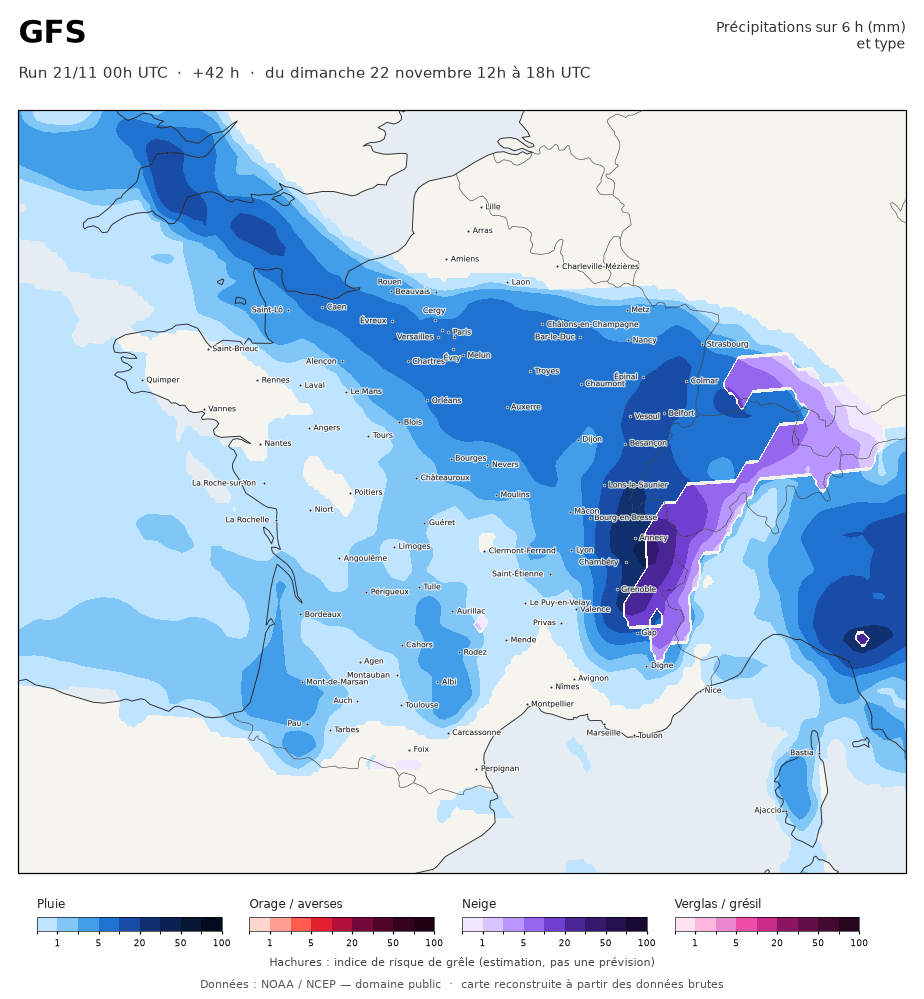 GFS
Précipitations sur 6 h (mm)
et type
Run 21/11 00h UTC · +42 h · du dimanche 22 novembre 12h à 18h UTC
Lille
Arras
Amiens
Charleville-Mézières
Rouen
Beauvais
Laon
Saint-Lô
Caen
Cergy
Metz
Évreux
Châlons-en-Champagne
Versailles
Paris
Bar-le-Duc
Nancy
Strasbourg
Saint-Brieuc
Alençon
Chartres
Évry
Melun
Quimper
Rennes
Laval
Le Mans
Troyes
Chaumont
Épinal
Colmar
Vannes
Orléans
Auxerre
Vesoul
Belfort
Angers
Blois
Tours
Nantes
Dijon
Besançon
Bourges
Nevers
La Roche-sur-Yon
Châteauroux
Lons-le-Saunier
Poitiers
Moulins
Niort
Mâcon
Bourg-en-Bresse
La Rochelle
Guéret
Annecy
Limoges
Clermont-Ferrand
Lyon
Angoulême
Chambéry
Saint-Étienne
Périgueux
Tulle
Grenoble
Le Puy-en-Velay
Valence
Bordeaux
Aurillac
Privas
Gap
Cahors
Mende
Rodez
Agen
Digne
Montauban
Mont-de-Marsan
Albi
Avignon
Nîmes
Nice
Auch
Toulouse
Montpellier
Pau
Tarbes
Carcassonne
Marseille
Toulon
Foix
Bastia
Perpignan
Ajaccio
Pluie
Orage / averses
Neige
Verglas / grésil
1 5 20 50 100
1 5 20 50 100
1 5 20 50 100
1 5 20 50 100
Hachures : indice de risque de grêle (estimation, pas une prévision)
Données : NOAA / NCEP — domaine public · carte reconstruite à partir des données brutes